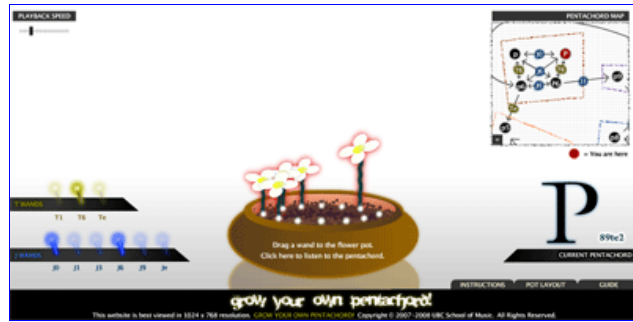 PLAYBACK SPEED
PENTACHORD MAP
P
= You are here
T WANDS
T1 T6 Te
J WANDS
J0 J1 J3 J6 J9 Je
Drag a wand to the flower pot.
Click here to listen to the pentachord.
P
89te2
CURRENT PENTACHORD
INSTRUCTIONS
POT LAYOUT
GUIDE
grow your own pentachord!
This website is best viewed in 1024 x 768 resolution. GROW YOUR OWN PENTACHORD! Copyright © 2007-2008 UBC School of Music. All Rights Reserved.